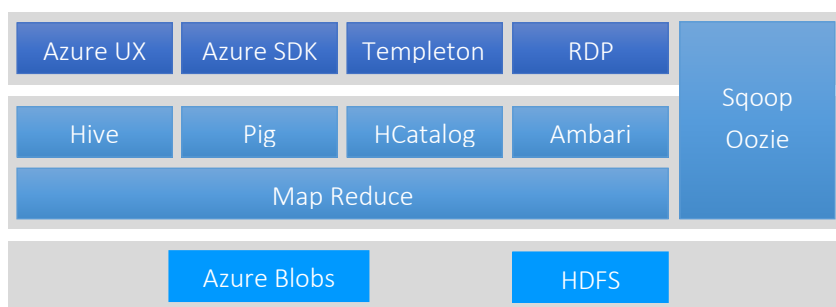 Azure UX
Azure SDK
Templeton
RDP
Sqoop
Oozie
Hive
Pig
HCatalog
Ambari
Map Reduce
Azure Blobs
HDFS